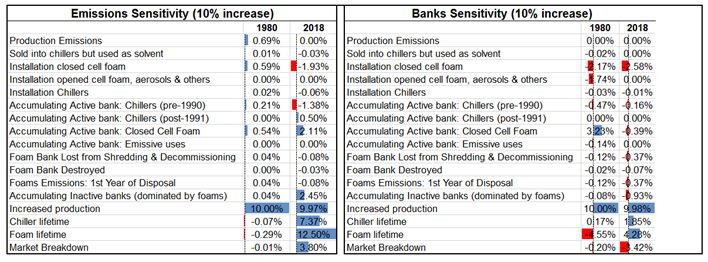 Emissions Sensitivity (10% increase)
1980 2018
Production Emissions 0.69% 0.00%
Sold into chillers but used as solvent 0.01% -0.03%
Installation closed cell foam 0.59% -1.93%
Installation opened cell foam, aerosols & others 0.00% 0.00%
Installation Chillers 0.02% -0.06%
Accumulating Active bank: Chillers (pre-1990) 0.21% -1.38%
Accumulating Active bank: Chillers (post-1991) 0.00% 0.50%
Accumulating Active bank: Closed Cell Foam 0.54% 2.11%
Accumulating Active bank: Emissive uses 0.00% 0.00%
Foam Bank Lost from Shredding & Decommissioning 0.04% -0.08%
Foam Bank Destroyed 0.00% -0.03%
Foams Emissions: 1st Year of Disposal 0.04% -0.08%
Accumulating Inactive banks (dominated by foams) 0.04% 2.45%
Increased production 10.00% 9.97%
Chiller lifetime -0.07% 7.37%
Foam lifetime -0.29% 12.50%
Market Breakdown -0.01% 3.80%
Banks Sensitivity (10% increase)
1980 2018
Production Emissions 0.00% 0.00%
Sold into chillers but used as solvent -0.02% 0.00%
Installation closed cell foam -2.17% -2.58%
Installation opened cell foam, aerosols & others -1.74% 0.00%
Installation Chillers -0.03% -0.01%
Accumulating Active bank: Chillers (pre-1990) -0.47% -0.16%
Accumulating Active bank: Chillers (post-1991) 0.00% 0.00%
Accumulating Active bank: Closed Cell Foam 3.23% -0.39%
Accumulating Active bank: Emissive uses -0.14% 0.00%
Foam Bank Lost from Shredding & Decommissioning -0.12% -0.37%
Foam Bank Destroyed -0.02% -0.07%
Foams Emissions: 1st Year of Disposal -0.12% -0.37%
Accumulating Inactive banks (dominated by foams) -0.08% -0.93%
Increased production 10.00% 9.98%
Chiller lifetime 0.17% 1.85%
Foam lifetime -4.55% 4.28%
Market Breakdown -0.20% -3.42%